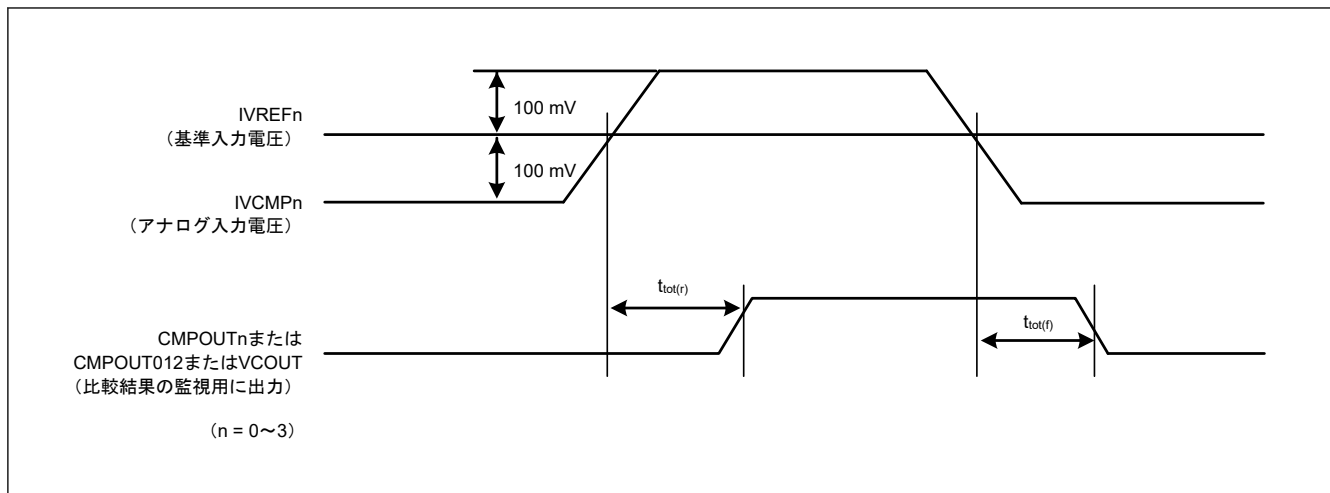 100 mV
IVREFn
（基準入力電圧）
100 mV
IVCMPn
（アナログ入力電圧）
ttot(r)
ttot(f)
CMPOUTnまたは
CMPOUT012またはVCOUT
（比較結果の監視用に出力）
（n = 0～3）